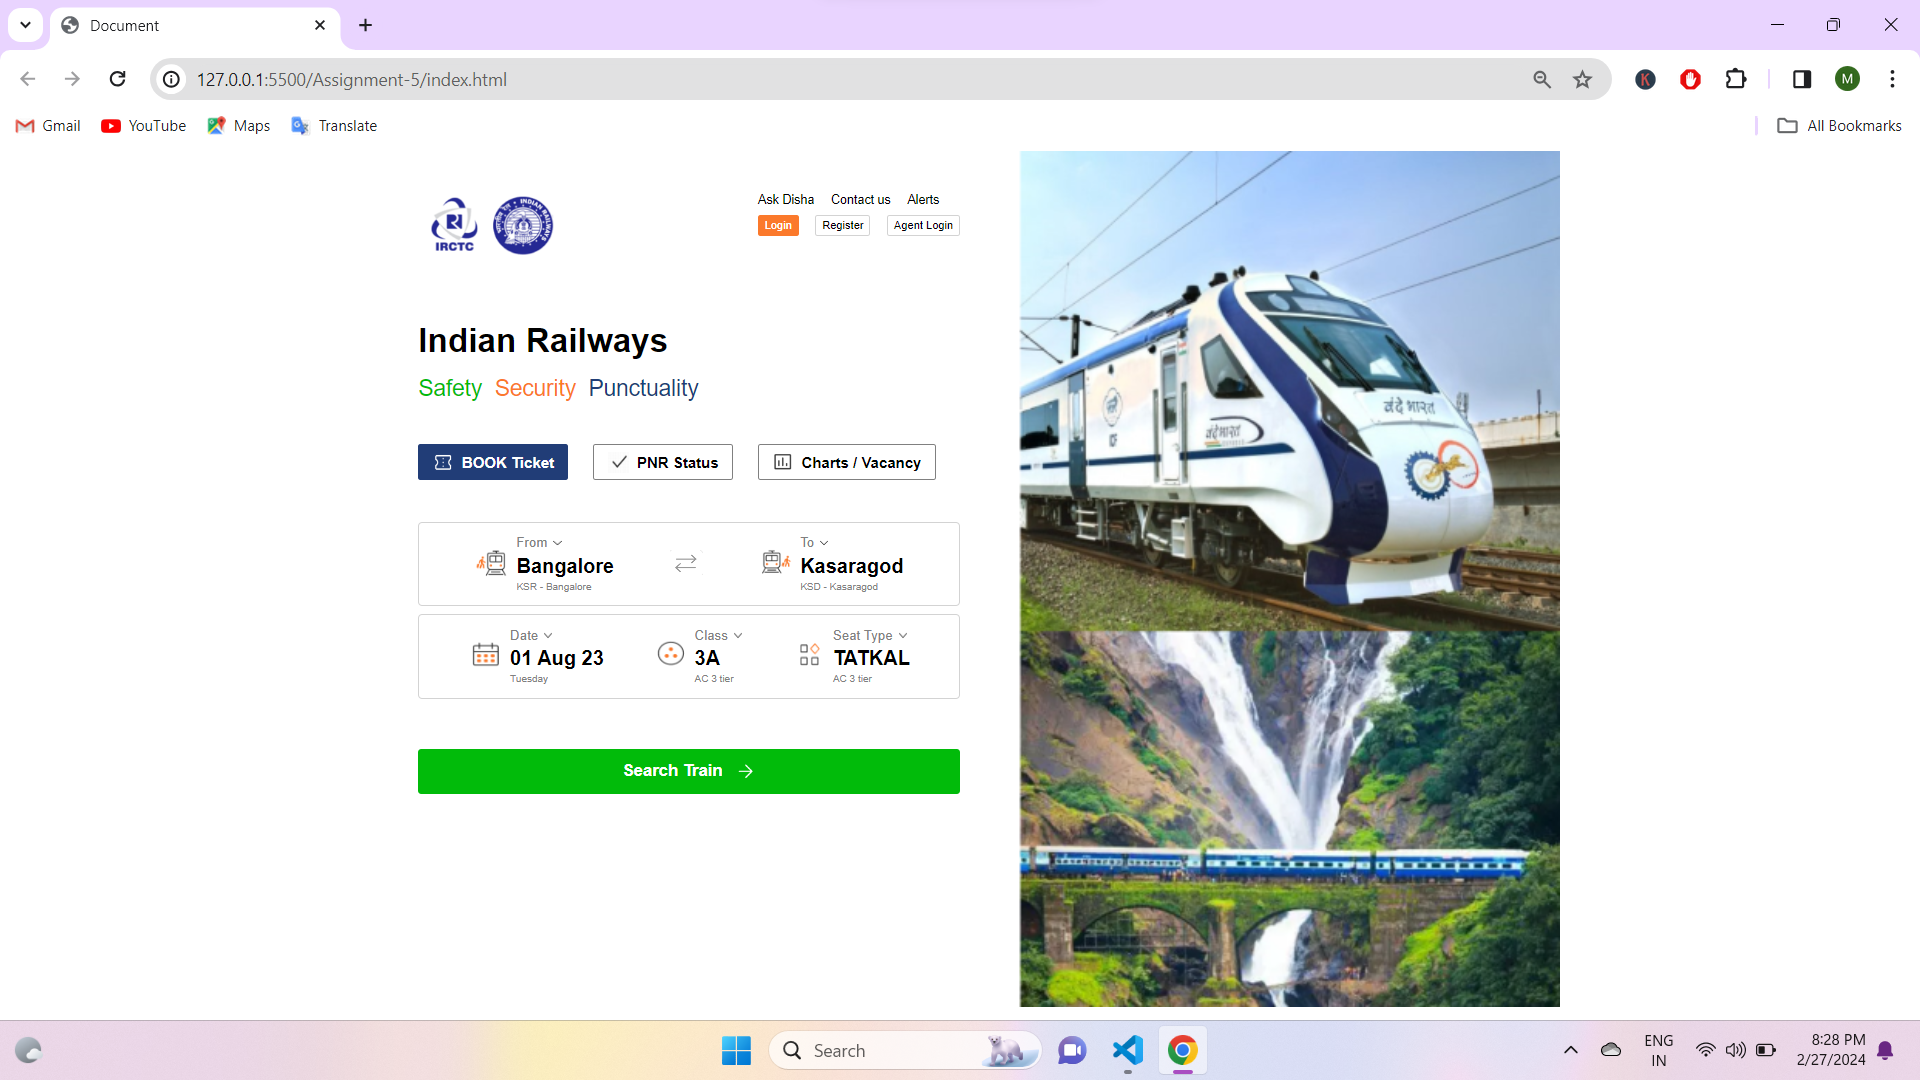 Document
127.0.0.1:5500/Assignment-5/index.html
K
M
Gmail
YouTube
Maps
Translate
All Bookmarks
IRCTC
INDIAN RAILWAYS
Ask Disha
Contact us
Alerts
Login
Register
Agent Login
Indian Railways
Safety Security Punctuality
BOOK Ticket
PNR Status
Charts / Vacancy
From
Bangalore
KSR - Bangalore
To
Kasaragod
KSD - Kasaragod
Date
01 Aug 23
Tuesday
Class
3A
AC 3 tier
Seat Type
TATKAL
AC 3 tier
Search Train
वंदे भारत
वंदे भारत
Search
ENG
IN
8:28 PM
2/27/2024